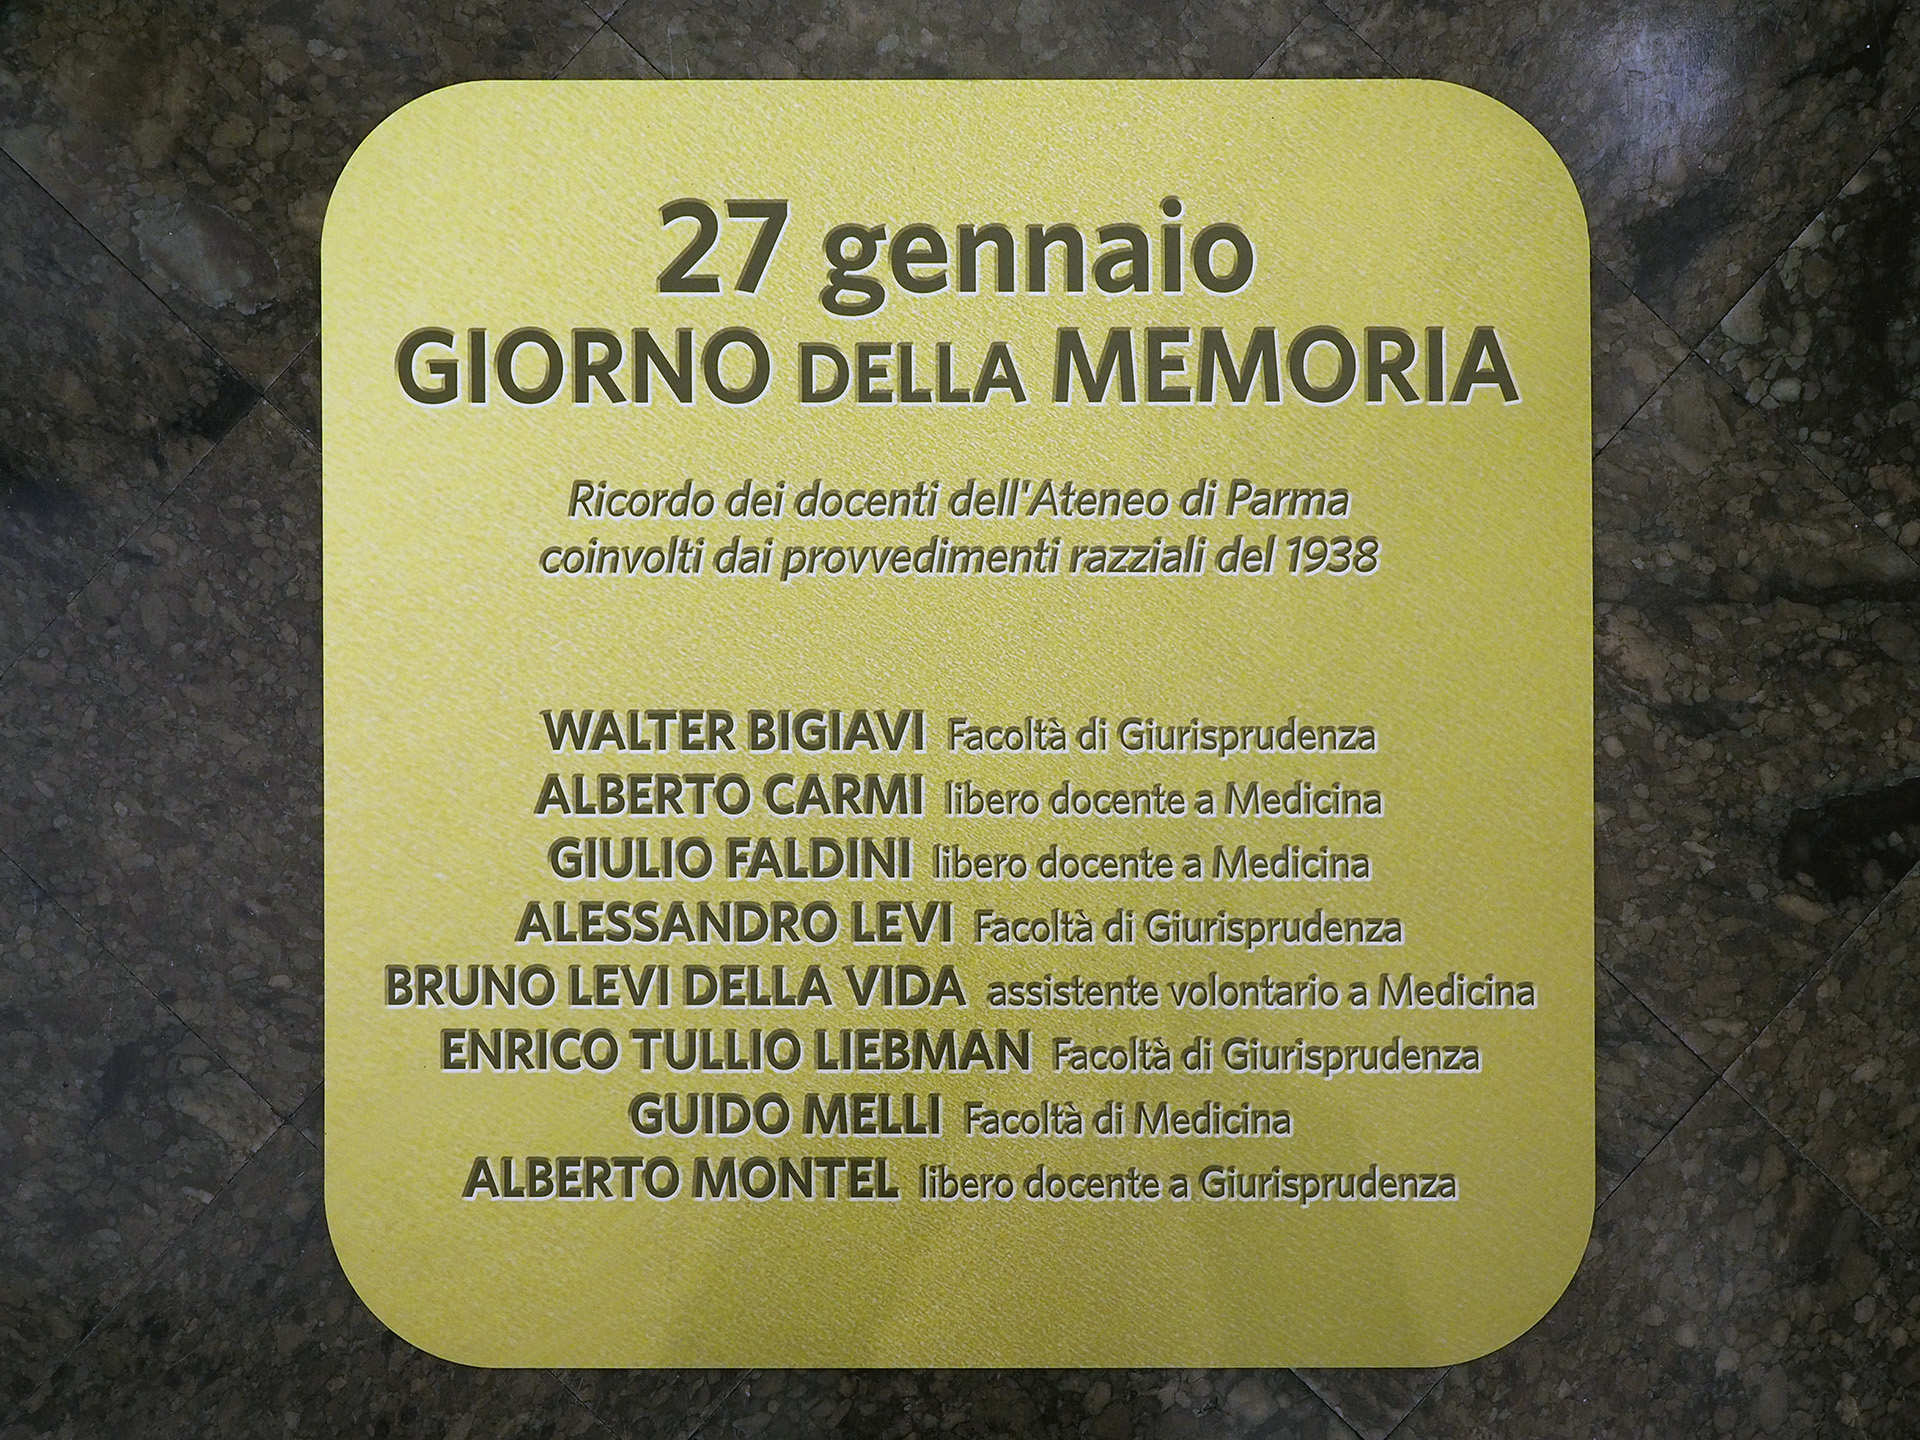 27 gennaio
GIORNO DELLA MEMORIA
Ricordo dei docenti dell'Ateneo di Parma
coinvolti dai provvedimenti razziali del 1938
WALTER BIGIAVI Facoltà di Giurisprudenza
ALBERTO CARMI libero docente a Medicina
GIULIO FALDINI libero docente a Medicina
ALESSANDRO LEVI Facoltà di Giurisprudenza
BRUNO LEVI DELLA VIDA assistente volontario a Medicina
ENRICO TULLIO LIEBMAN Facoltà di Giurisprudenza
GUIDO MELLI Facoltà di Medicina
ALBERTO MONTEL libero docente a Giurisprudenza